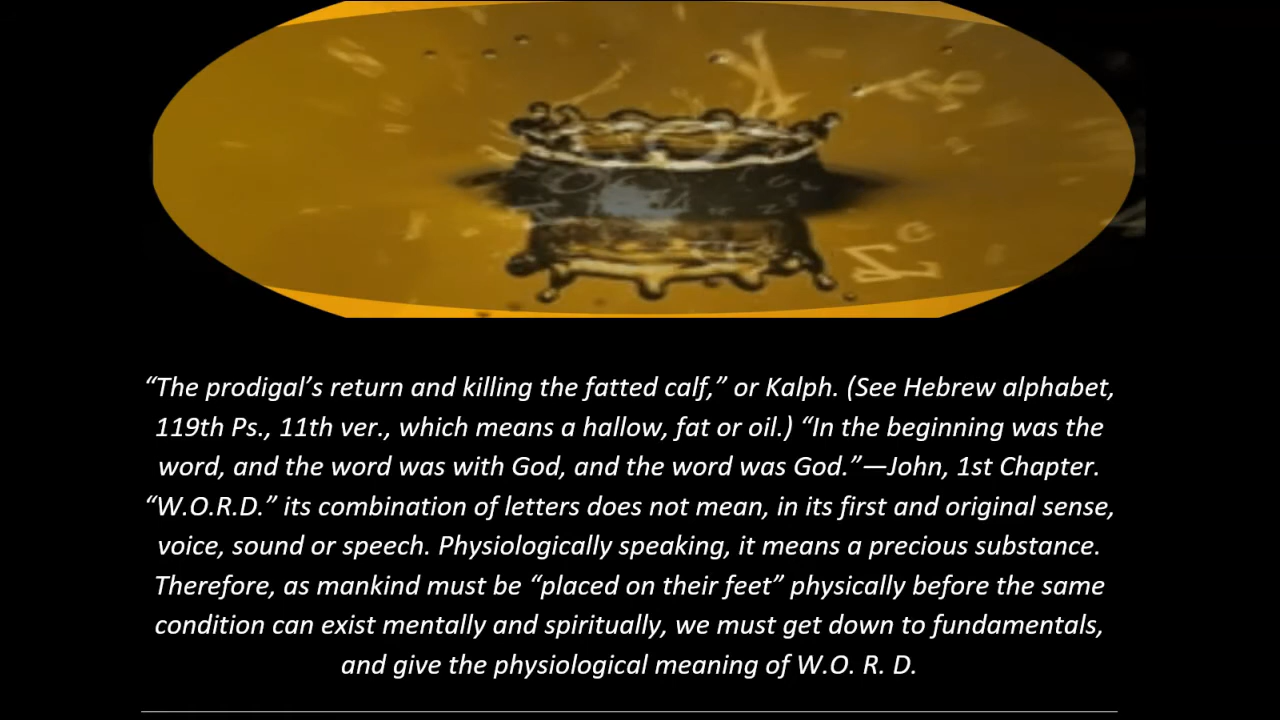 “The prodigal’s return and killing the fatted calf,” or Kalph. (See Hebrew alphabet,
119th Ps., 11th ver., which means a hallow, fat or oil.) “In the beginning was the
word, and the word was with God, and the word was God.”—John, 1st Chapter.
“W.O.R.D.” its combination of letters does not mean, in its first and original sense,
voice, sound or speech. Physiologically speaking, it means a precious substance.
Therefore, as mankind must be “placed on their feet” physically before the same
condition can exist mentally and spiritually, we must get down to fundamentals,
and give the physiological meaning of W.O. R. D.